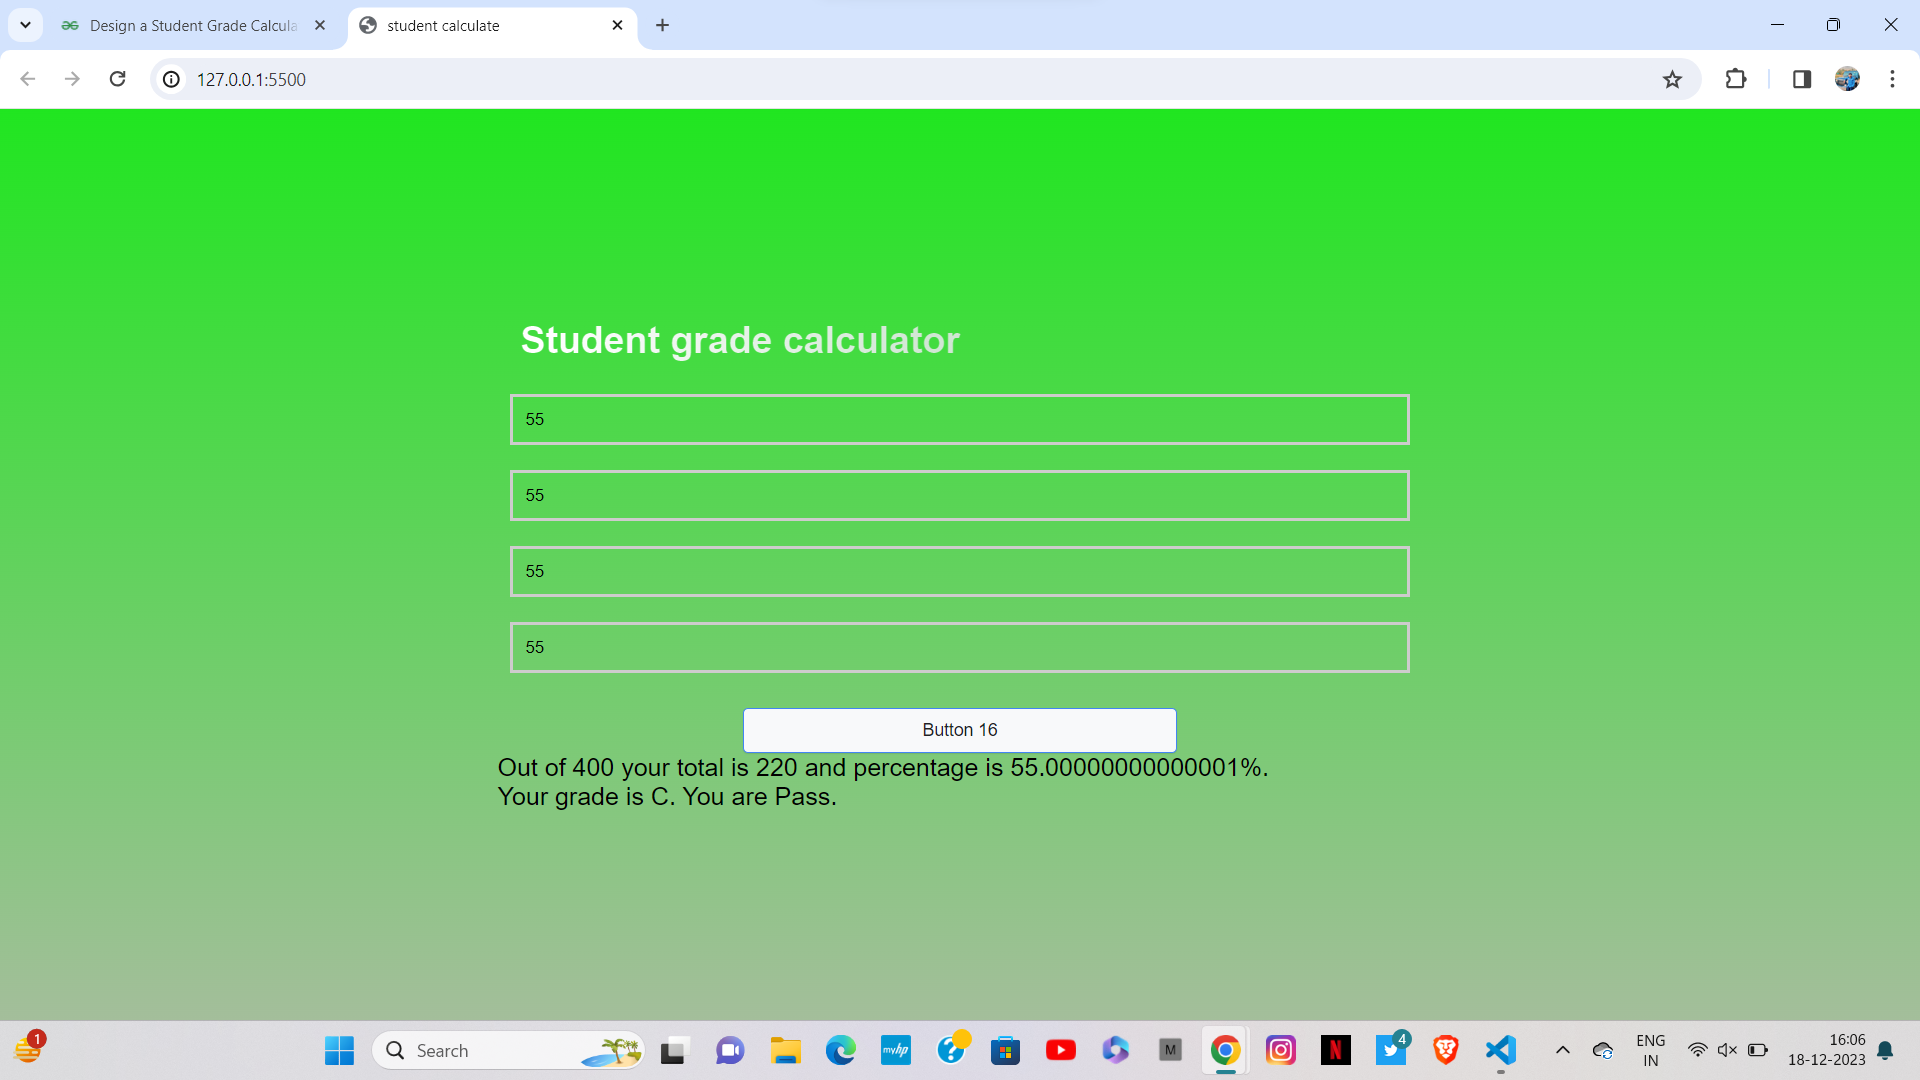 Design a Student Grade Calcula
student calculate
127.0.0.1:5500
Student grade calculator
55
55
55
55
Button 16
Out of 400 your total is 220 and percentage is 55.00000000000001%.
Your grade is C. You are Pass.
1
Search
myhp
?
M
N
4
ENG
IN
16:06
18-12-2023